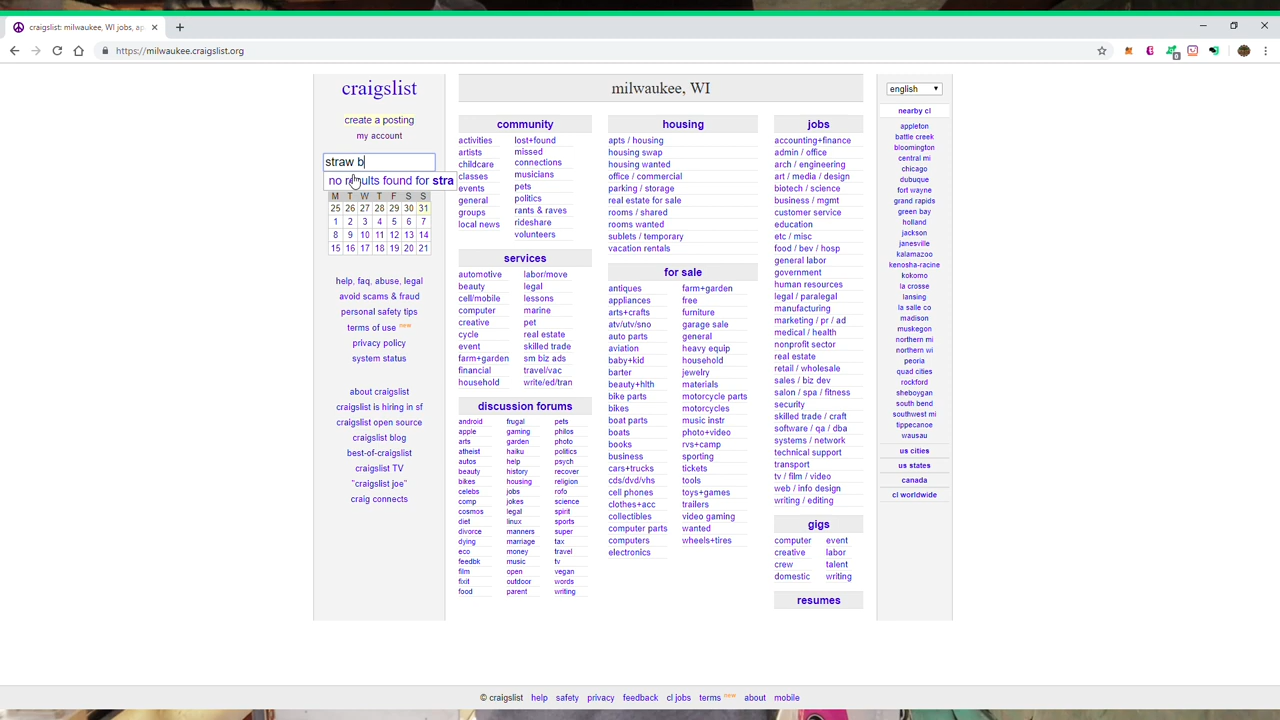 craigslist: milwaukee, WI jobs, ap
https://milwaukee.craigslist.org
craigslist
create a posting
my account
straw b
no results found for stra
M T W T F S S
25 26 27 28 29 30 31
1 2 3 4 5 6 7
8 9 10 11 12 13 14
15 16 17 18 19 20 21
help, faq, abuse, legal
avoid scams & fraud
personal safety tips
terms of use new
privacy policy
system status
about craigslist
craigslist is hiring in sf
craigslist open source
craigslist blog
best-of-craigslist
craigslist TV
"craigslist joe"
craig connects
milwaukee, WI
community
activities
artists
childcare
classes
events
general
groups
local news
lost+found
missed
connections
musicians
pets
politics
rants & raves
rideshare
volunteers
services
automotive
beauty
cell/mobile
computer
creative
cycle
event
farm+garden
financial
household
labor/move
legal
lessons
marine
pet
real estate
skilled trade
sm biz ads
travel/vac
write/ed/tran
discussion forums
android
apple
arts
atheist
autos
beauty
bikes
celebs
comp
cosmos
diet
divorce
dying
eco
feedbk
film
fixit
food
frugal
gaming
garden
haiku
help
history
housing
jobs
jokes
legal
linux
manners
marriage
money
music
open
outdoor
parent
pets
philos
photo
politics
psych
recover
religion
rofo
science
spirit
sports
super
tax
travel
tv
vegan
words
writing
housing
apts / housing
housing swap
housing wanted
office / commercial
parking / storage
real estate for sale
rooms / shared
rooms wanted
sublets / temporary
vacation rentals
for sale
antiques
appliances
arts+crafts
atv/utv/sno
auto parts
aviation
baby+kid
barter
beauty+hlth
bike parts
bikes
boat parts
boats
books
business
cars+trucks
cds/dvd/vhs
cell phones
clothes+acc
collectibles
computer parts
computers
electronics
farm+garden
free
furniture
garage sale
general
heavy equip
household
jewelry
materials
motorcycle parts
motorcycles
music instr
photo+video
rvs+camp
sporting
tickets
tools
toys+games
trailers
video gaming
wanted
wheels+tires
jobs
accounting+finance
admin / office
arch / engineering
art / media / design
biotech / science
business / mgmt
customer service
education
etc / misc
food / bev / hosp
general labor
government
human resources
legal / paralegal
manufacturing
marketing / pr / ad
medical / health
nonprofit sector
real estate
retail / wholesale
sales / biz dev
salon / spa / fitness
security
skilled trade / craft
software / qa / dba
systems / network
technical support
transport
tv / film / video
web / info design
writing / editing
gigs
computer
creative
crew
domestic
event
labor
talent
writing
resumes
english
nearby cl
appleton
battle creek
bloomington
central mi
chicago
dubuque
fort wayne
grand rapids
green bay
holland
jackson
janesville
kalamazoo
kenosha-racine
kokomo
la crosse
lansing
la salle co
madison
muskegon
northern mi
northern wi
peoria
quad cities
rockford
sheboygan
south bend
southwest mi
tippecanoe
wausau
us cities
us states
canada
cl worldwide
© craigslist help safety privacy feedback cl jobs terms new about mobile